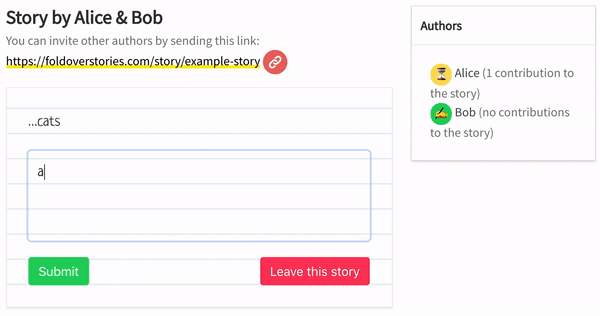 Story by Alice & Bob
You can invite other authors by sending this link:
https://foldoverstories.com/story/example-story
...cats
a
Submit
Leave this story
Authors
Alice (1 contribution to
the story)
Bob (no contributions
to the story)